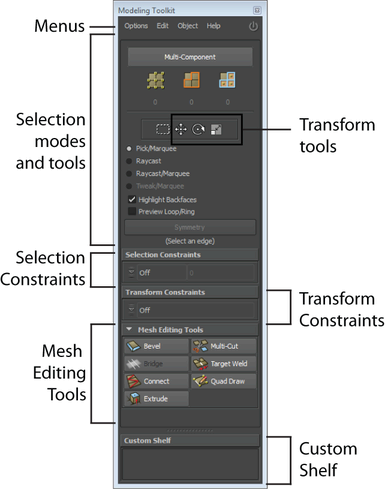 Modeling Toolkit
Menus
Options Edit Object Help
Multi-Component
0 0 0
Selection
modes
and tools
Transform
tools
Pick/Marquee
Raycast
Raycast/Marquee
Tweak/Marquee
Highlight Backfaces
Preview Loop/Ring
Symmetry
(Select an edge)
Selection
Constraints
Selection Constraints
Off 0
Transform Constraints
Off
Transform
Constraints
Mesh
Editing
Tools
Mesh Editing Tools
Bevel Multi-Cut
Bridge Target Weld
Connect Quad Draw
Extrude
Custom Shelf
Custom
Shelf